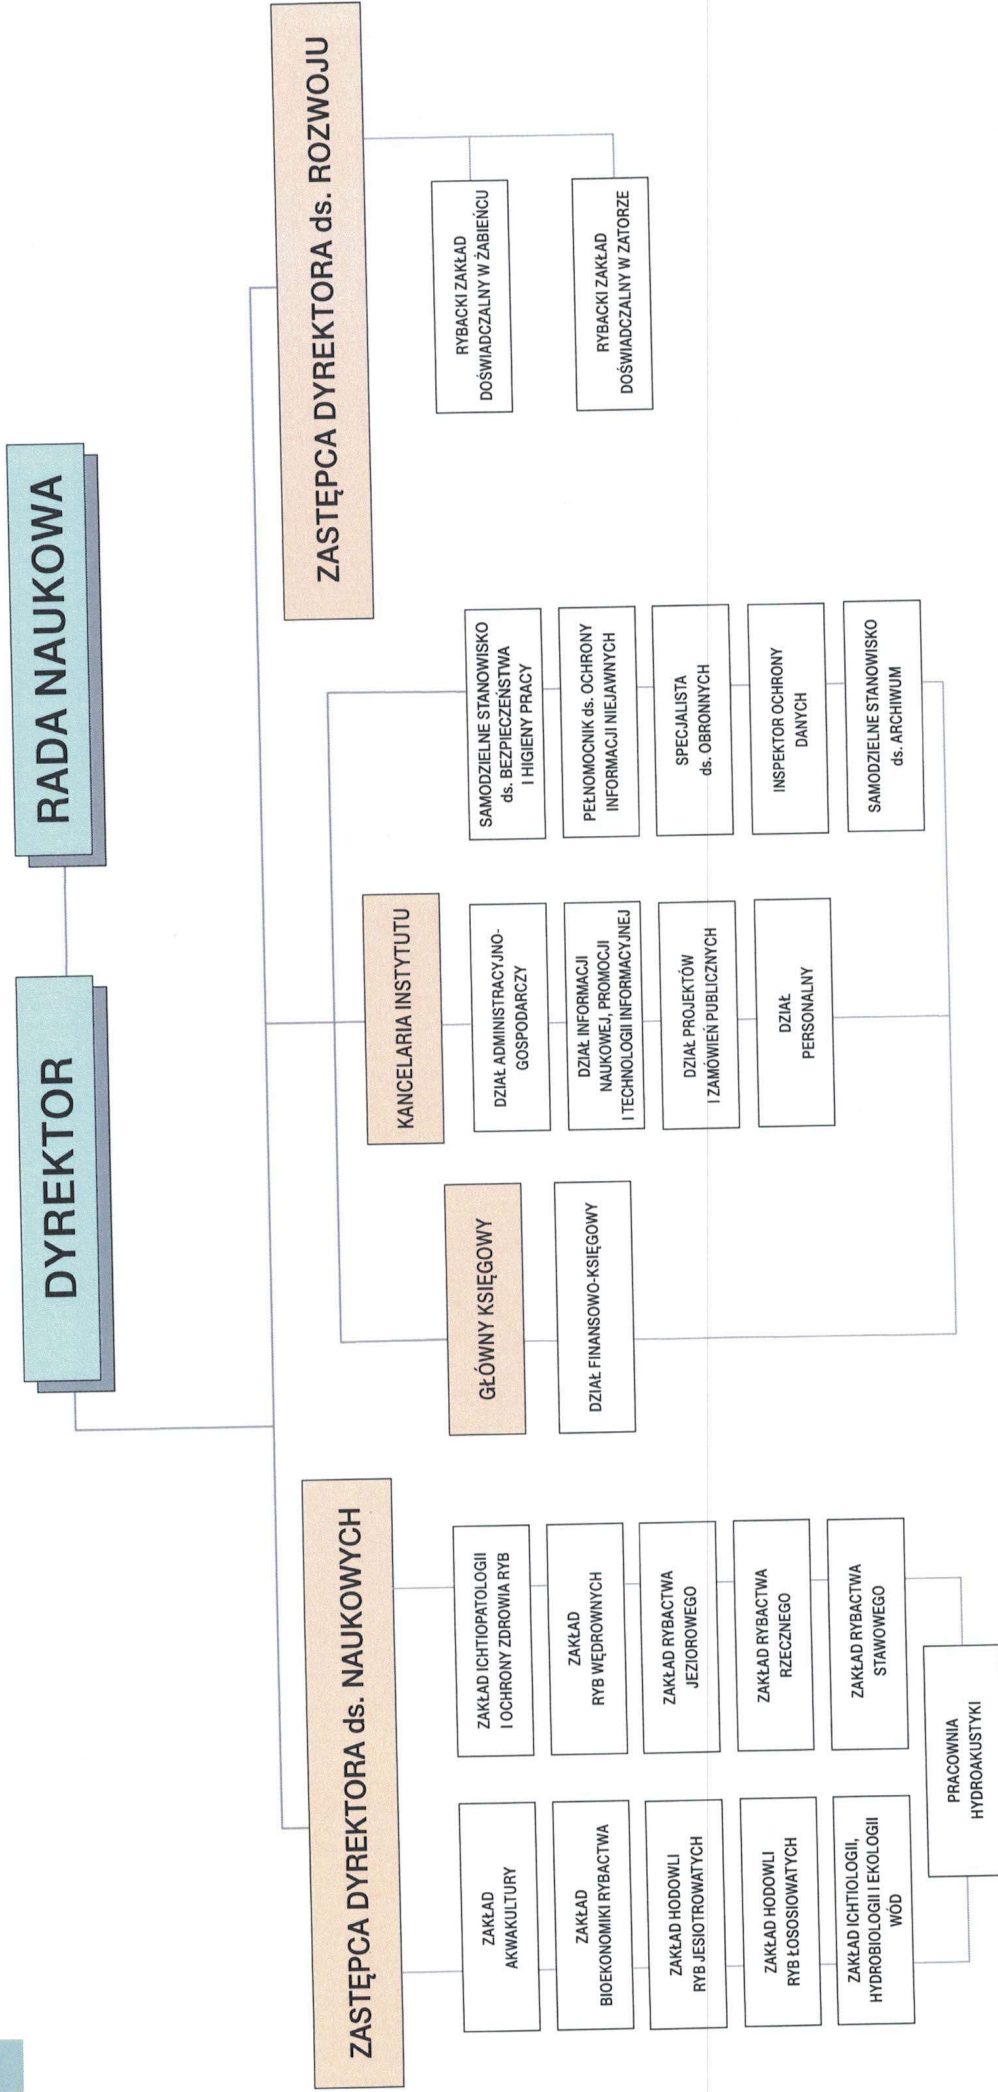 DYREKTOR
RADA NAUKOWA
ZASTĘPCA DYREKTORA ds. NAUKOWYCH
ZAKŁAD
AKWAKULTURY
ZAKŁAD
BIOEKONOMIKI RYBACTWA
ZAKŁAD HODOWLI
RYB JESIOTROWATYCH
ZAKŁAD HODOWLI
RYB ŁOSOSIOWATYCH
ZAKŁAD ICHTIOLOGII,
HYDROBIOLOGII I EKOLOGII
WÓD
ZAKŁAD ICHTIOPATOLOGII
I OCHRONY ZDROWIA RYB
ZAKŁAD
RYB WĘDROWNYCH
ZAKŁAD RYBACTWA
JEZIOROWEGO
ZAKŁAD RYBACTWA
RZECZNEGO
ZAKŁAD RYBACTWA
STAWOWEGO
PRACOWNIA
HYDROAKUSTYKI
GŁÓWNY KSIĘGOWY
DZIAŁ FINANSOWO-KSIĘGOWY
KANCELARIA INSTYTUTU
DZIAŁ ADMINISTRACYJNO-
GOSPODARCZY
DZIAŁ INFORMACJI
NAUKOWEJ, PROMOCJI
I TECHNOLOGII INFORMACYJNEJ
DZIAŁ PROJEKTÓW
I ZAMÓWIEŃ PUBLICZNYCH
DZIAŁ
PERSONALNY
SAMODZIELNE STANOWISKO
ds. BEZPIECZEŃSTWA
I HIGIENY PRACY
PEŁNOMOCNIK ds. OCHRONY
INFORMACJI NIEJAWNYCH
SPECJALISTA
ds. OBRONNYCH
INSPEKTOR OCHRONY
DANYCH
SAMODZIELNE STANOWISKO
ds. ARCHIWUM
ZASTĘPCA DYREKTORA ds. ROZWOJU
RYBACKI ZAKŁAD
DOŚWIADCZALNY W ŻABIEŃCU
RYBACKI ZAKŁAD
DOŚWIADCZALNY W ZATORZE